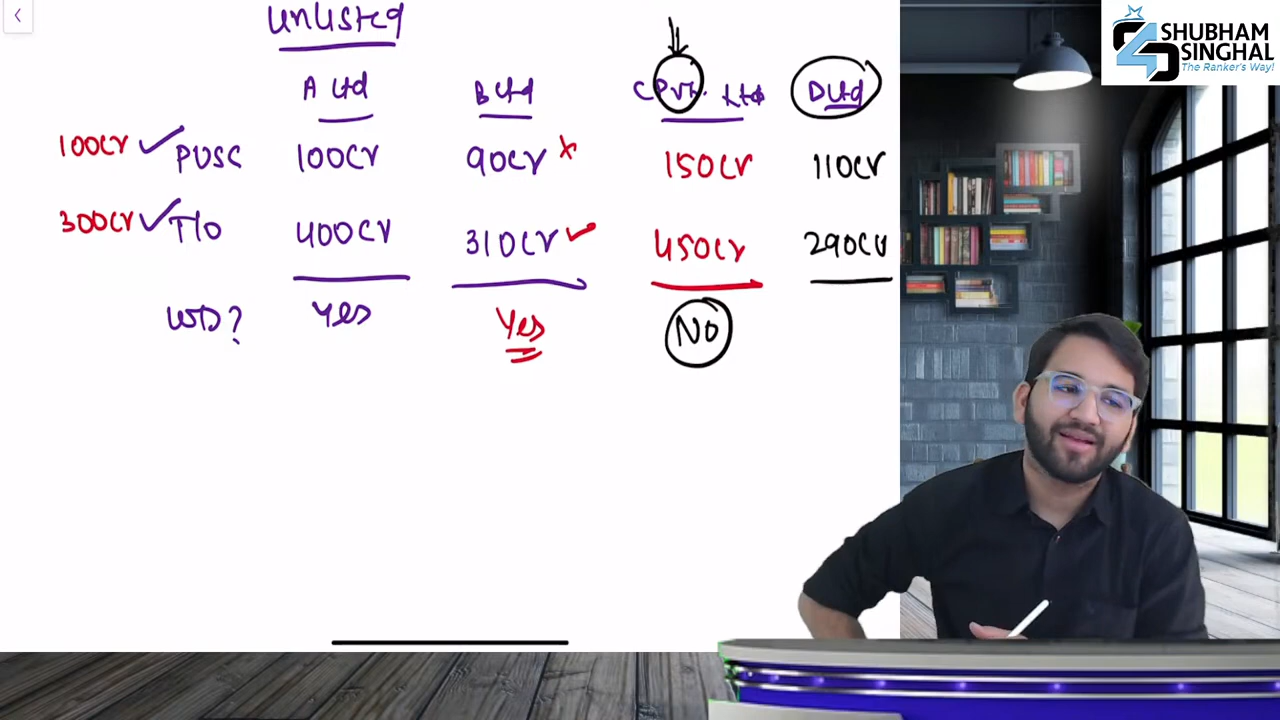 unlisted
A Ltd B Ltd C Pvt. Ltd D Ltd
100Cr PUSC 100Cr 90Cr 150Cr 110Cr
300Cr T/O 400Cr 310Cr 450Cr 290Cr
WD? Yes Yes No
SHUBHAM
SINGHAL
The Ranker's Way!